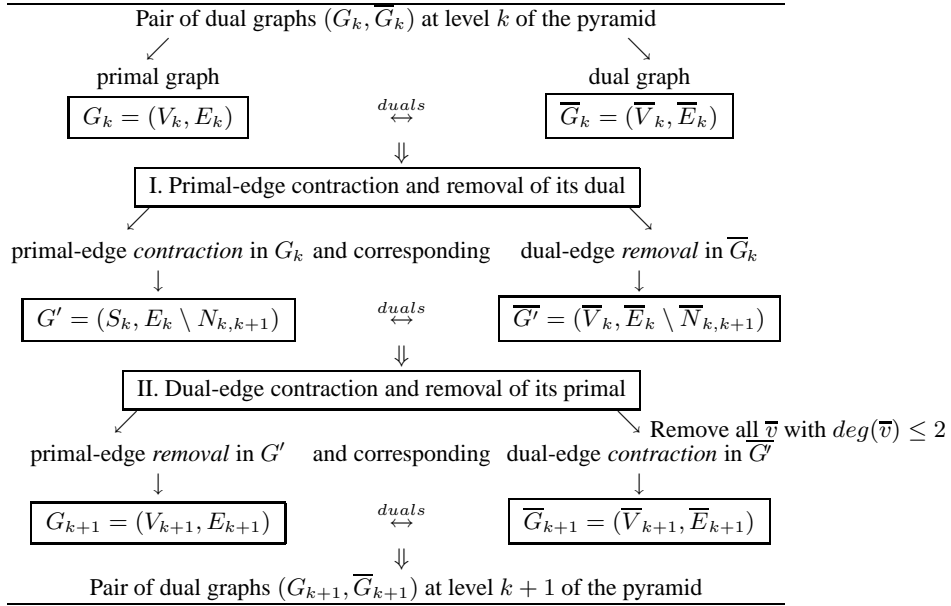 Pair of dual graphs (G_k, \overline{G}_k) at level k of the pyramid
↙ ↘
primal graph dual graph
G_k = (V_k, E_k) duals ↔ \overline{G}_k = (\overline{V}_k, \overline{E}_k)
⇓
I. Primal-edge contraction and removal of its dual
↙ ↘
primal-edge contraction in G_k and corresponding dual-edge removal in \overline{G}_k
↓ ↓
G′ = (S_k, E_k \ N_{k,k+1}) duals ↔ \overline{G′} = (\overline{V}_k, \overline{E}_k \ \overline{N}_{k,k+1})
⇓
II. Dual-edge contraction and removal of its primal
↙ ↘ Remove all \overline{v} with deg(\overline{v}) ≤ 2
primal-edge removal in G′ and corresponding dual-edge contraction in \overline{G′}
↓ ↓
G_{k+1} = (V_{k+1}, E_{k+1}) duals ↔ \overline{G}_{k+1} = (\overline{V}_{k+1}, \overline{E}_{k+1})
⇓
Pair of dual graphs (G_{k+1}, \overline{G}_{k+1}) at level k + 1 of the pyramid